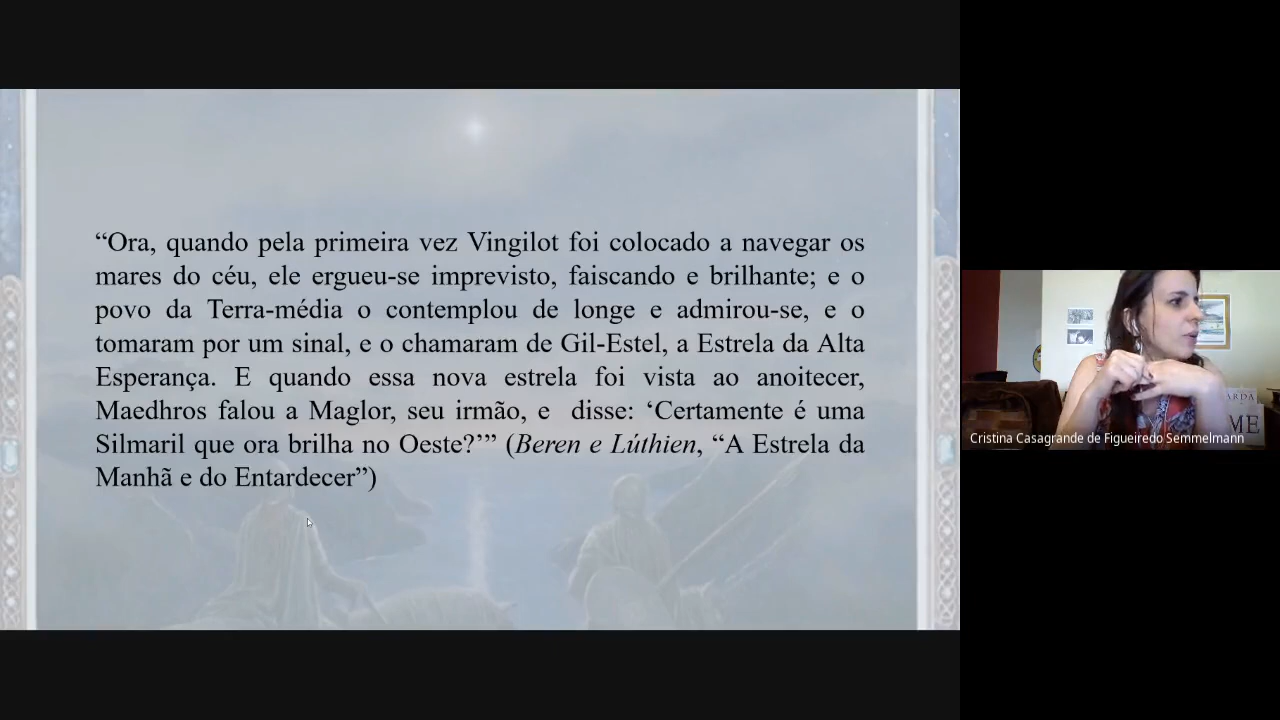 “Ora, quando pela primeira vez Vingilot foi colocado a navegar os
mares do céu, ele ergueu-se imprevisto, faiscando e brilhante; e o
povo da Terra-média o contemplou de longe e admirou-se, e o
tomaram por um sinal, e o chamaram de Gil-Estel, a Estrela da Alta
Esperança. E quando essa nova estrela foi vista ao anoitecer,
Maedhros falou a Maglor, seu irmão, e disse: ‘Certamente é uma
Silmaril que ora brilha no Oeste?’” (Beren e Lúthien, “A Estrela da
Manhã e do Entardecer”)
ARDA
ME
Cristina Casagrande de Figueiredo Semmelmann